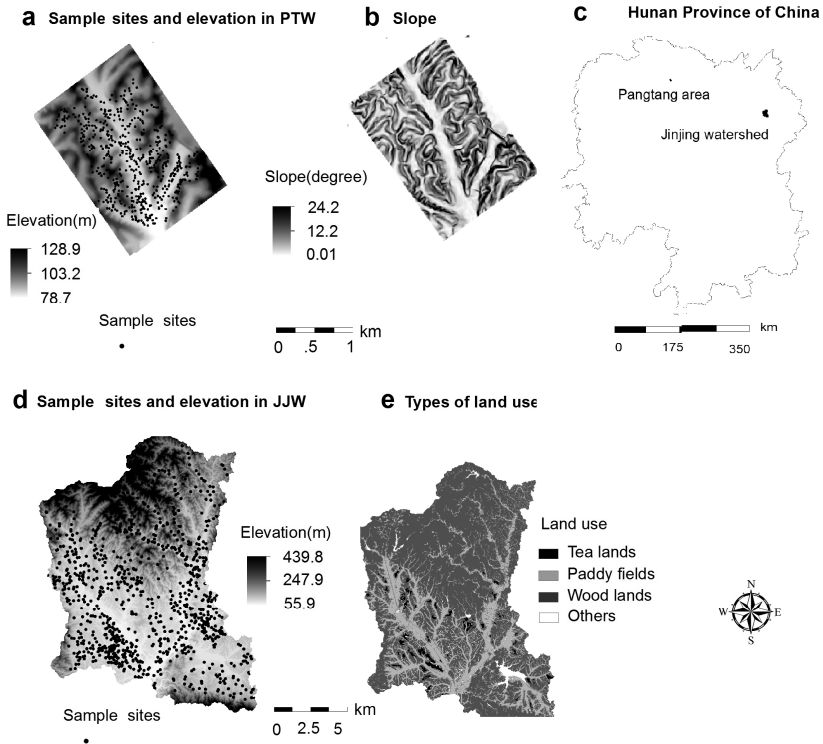 a Sample sites and elevation in PTW
b Slope
c Hunan Province of China
Pangtang area
Jinjing watershed
Elevation(m)
128.9
103.2
78.7
Sample sites
Slope(degree)
24.2
12.2
0.01
km
0 .5 1
km
0 175 350
d Sample sites and elevation in JJW
e Types of land use
Elevation(m)
439.8
247.9
55.9
Land use
Tea lands
Paddy fields
Wood lands
Others
N
W E
S
Sample sites
km
0 2.5 5